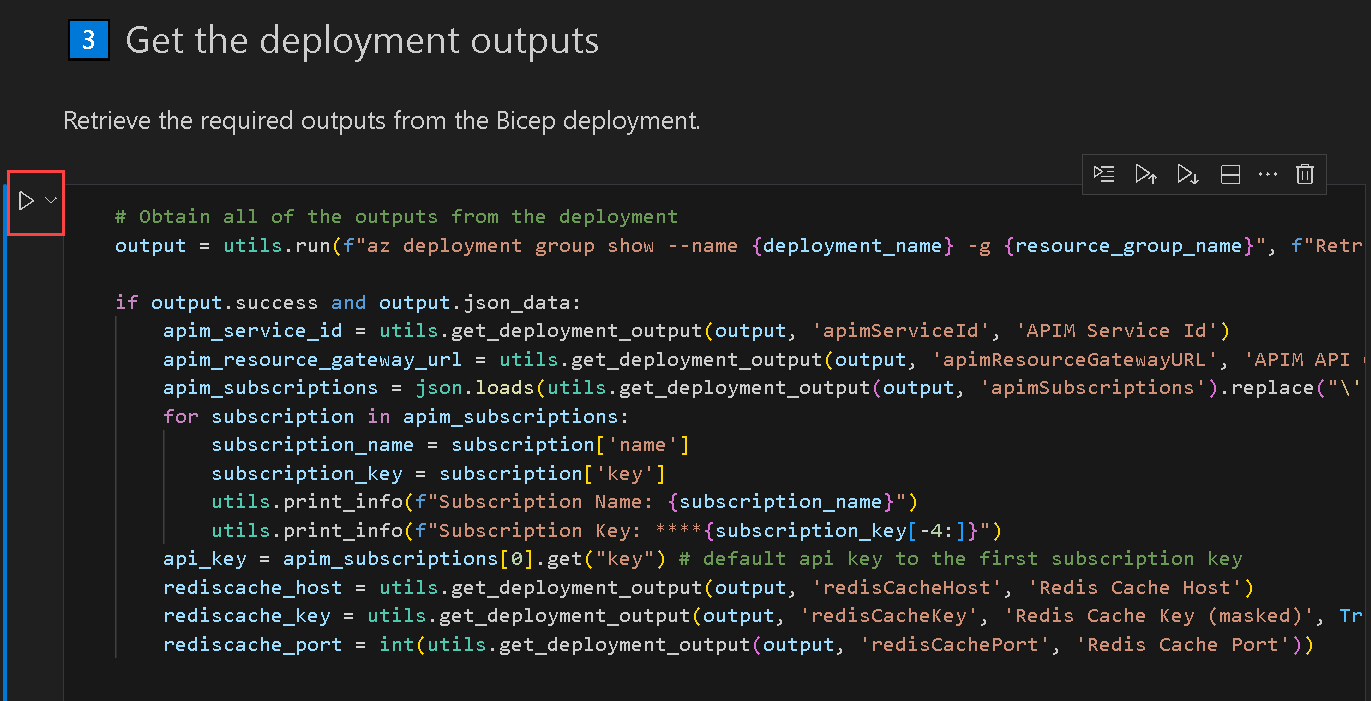 3 Get the deployment outputs
Retrieve the required outputs from the Bicep deployment.
# Obtain all of the outputs from the deployment
output = utils.run(f"az deployment group show --name {deployment_name} -g {resource_group_name}", f"Retr
if output.success and output.json_data:
    apim_service_id = utils.get_deployment_output(output, 'apimServiceId', 'APIM Service Id')
    apim_resource_gateway_url = utils.get_deployment_output(output, 'apimResourceGatewayURL', 'APIM API
    apim_subscriptions = json.loads(utils.get_deployment_output(output, 'apimSubscriptions').replace("\'
    for subscription in apim_subscriptions:
        subscription_name = subscription['name']
        subscription_key = subscription['key']
        utils.print_info(f"Subscription Name: {subscription_name}")
        utils.print_info(f"Subscription Key: ****{subscription_key[-4:]}")
    api_key = apim_subscriptions[0].get("key") # default api key to the first subscription key
    rediscache_host = utils.get_deployment_output(output, 'redisCacheHost', 'Redis Cache Host')
    rediscache_key = utils.get_deployment_output(output, 'redisCacheKey', 'Redis Cache Key (masked)', Tr
    rediscache_port = int(utils.get_deployment_output(output, 'redisCachePort', 'Redis Cache Port'))